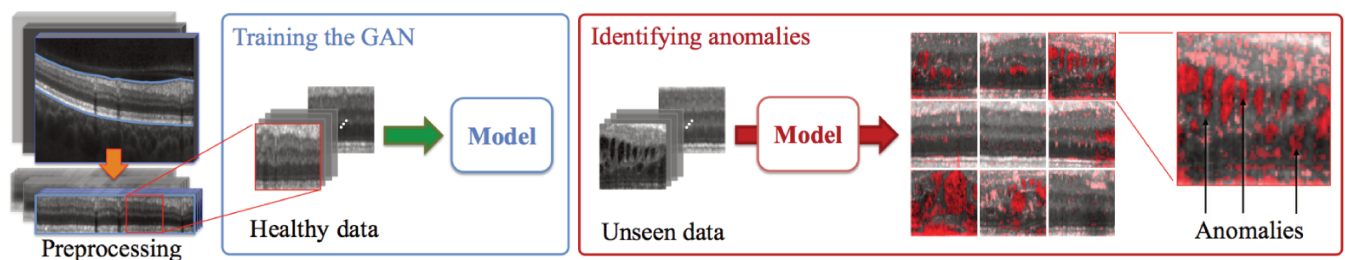 Training the GAN
Identifying anomalies
Model
Model
Healthy data
Unseen data
Anomalies
Preprocessing